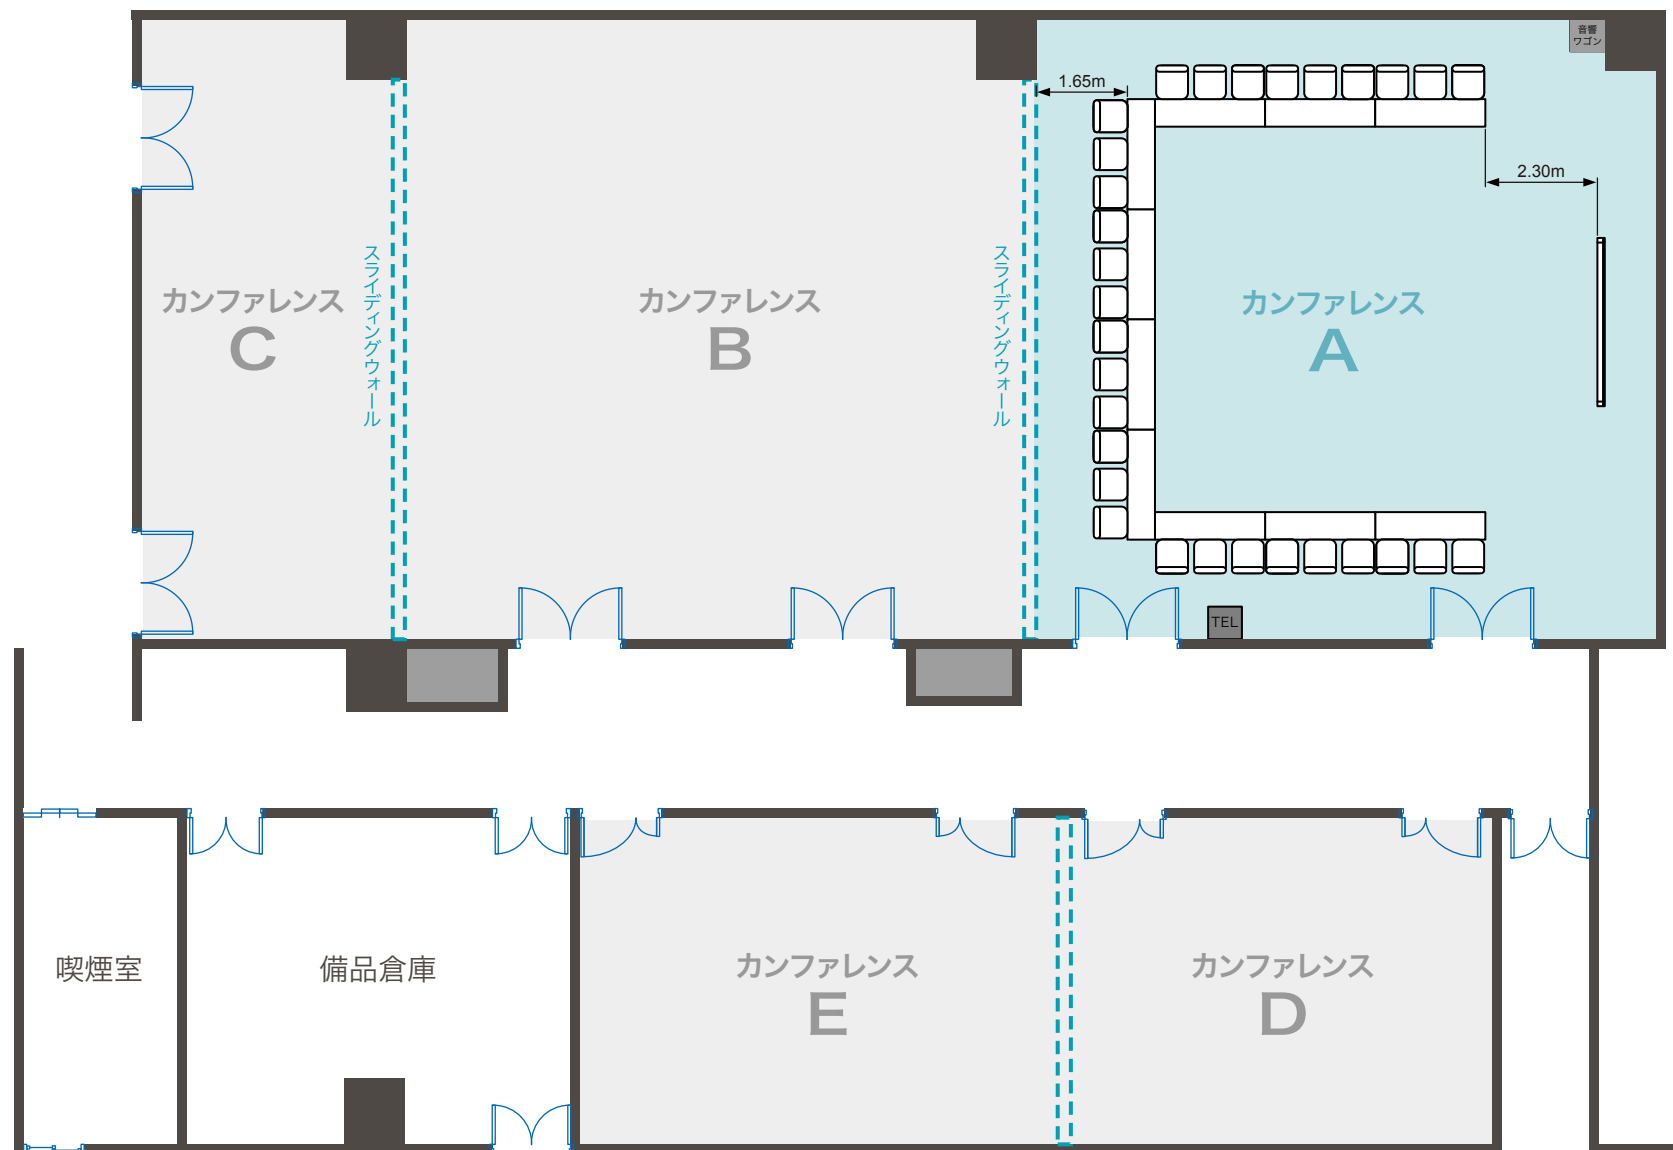 音響
ワゴン
1.65m
2.30m
スライディングウォール
スライディングウォール
カンファレンス
C
カンファレンス
B
カンファレンス
A
TEL
喫煙室
備品倉庫
カンファレンス
E
カンファレンス
D